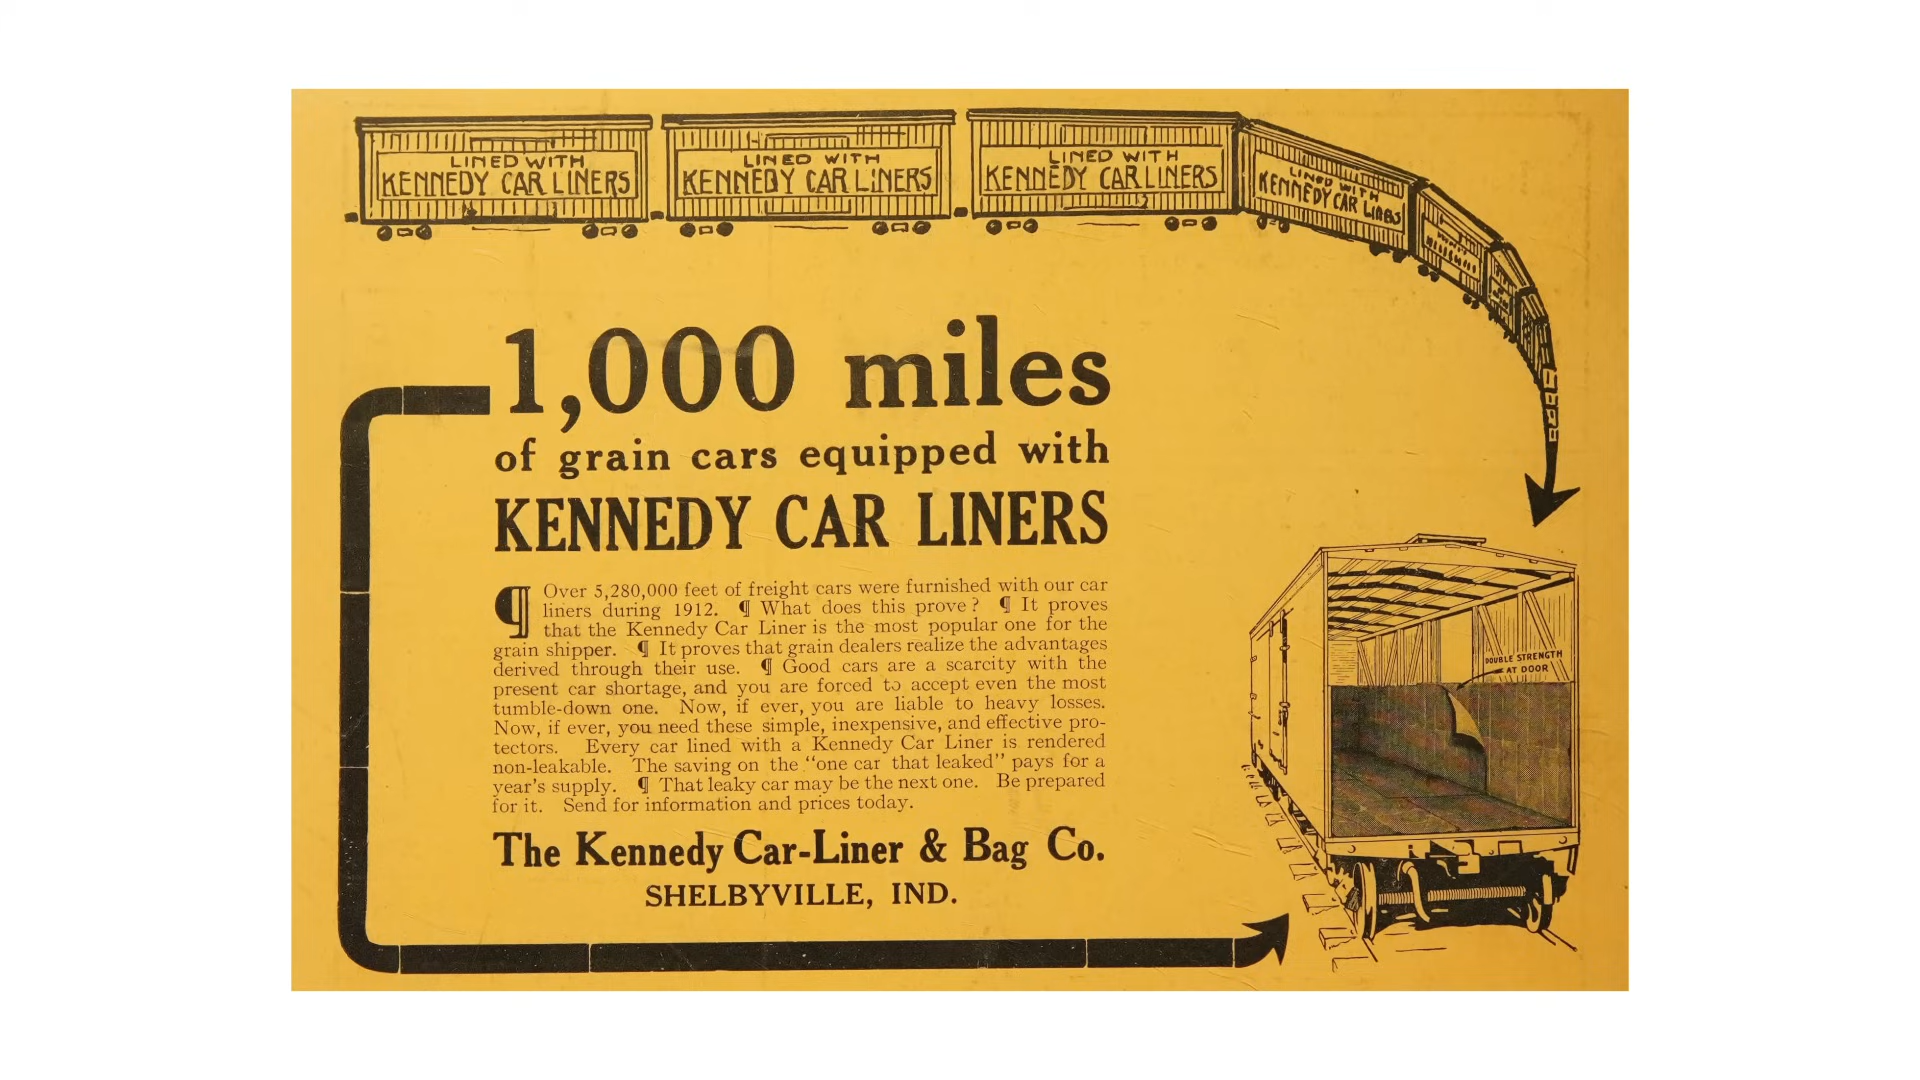 LINED WITH
KENNEDY CAR LINERS
LINED WITH
KENNEDY CAR LINERS
LINED WITH
KENNEDY CAR LINERS
LINED WITH
KENNEDY CAR LINERS
1,000 miles
of grain cars equipped with
KENNEDY CAR LINERS
¶ Over 5,280,000 feet of freight cars were furnished with our car
liners during 1912. ¶ What does this prove? ¶ It proves
that the Kennedy Car Liner is the most popular one for the
grain shipper. ¶ It proves that grain dealers realize the advantages
derived through their use. ¶ Good cars are a scarcity with the
present car shortage, and you are forced to accept even the most
tumble-down one. Now, if ever, you are liable to heavy losses.
Now, if ever, you need these simple, inexpensive, and effective pro-
tectors. Every car lined with a Kennedy Car Liner is rendered
non-leakable. The saving on the "one car that leaked" pays for a
year's supply. ¶ That leaky car may be the next one. Be prepared
for it. Send for information and prices today.
The Kennedy Car-Liner & Bag Co.
SHELBYVILLE, IND.
DOUBLE STRENGTH
AT DOOR